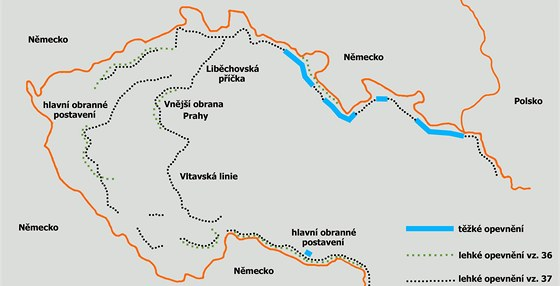 Německo
Německo
Liběchovská
příčka
Polsko
hlavní obranné
postavení
Vnější obrana
Prahy
Vltavská linie
Německo
hlavní obranné
postavení
těžké opevnění
lehké opevnění vz. 36
Německo
lehké opevnění vz. 37